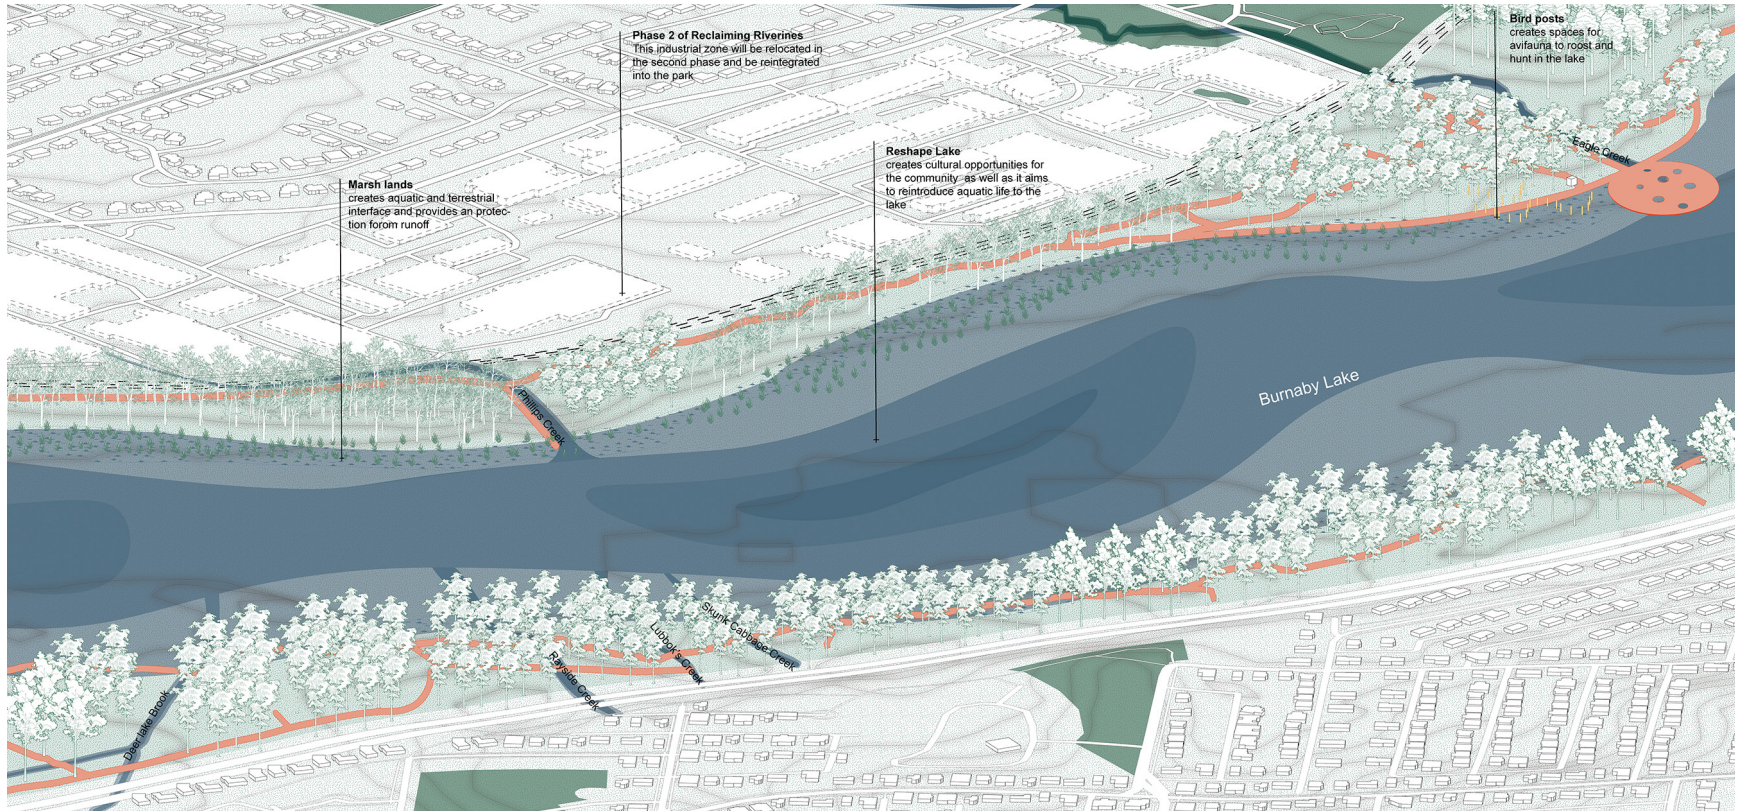 Phase 2 of Reclaiming Riverines
This industrial zone will be relocated in
the second phase and be reintegrated
into the park
Bird posts
creates spaces for
avifauna to roost and
hunt in the lake
Reshape Lake
creates cultural opportunities for
the community as well as it aims
to reintroduce aquatic life to the
lake
Marsh lands
creates aquatic and terrestrial
interface and provides an protec-
tion forom runoff
Eagle Creek
Burnaby Lake
Phillips Creek
Skunk Cabbage Creek
Lubbok's Creek
Rayside Creek
Deer lake Brook